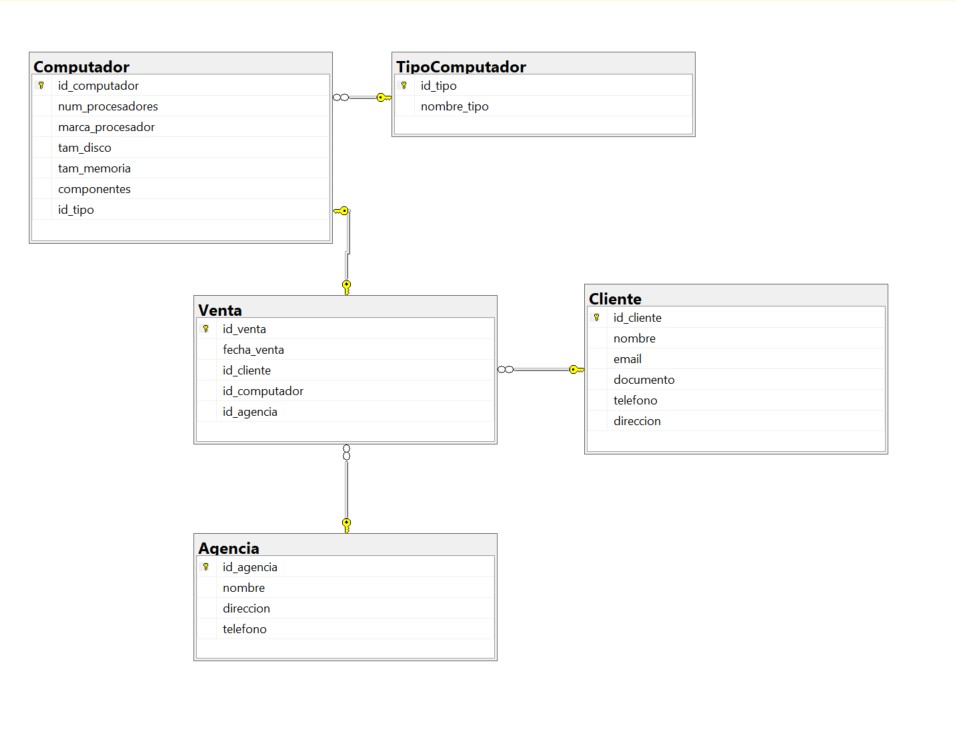 Computador
id_computador
num_procesadores
marca_procesador
tam_disco
tam_memoria
componentes
id_tipo
TipoComputador
id_tipo
nombre_tipo
Venta
id_venta
fecha_venta
id_cliente
id_computador
id_agencia
Cliente
id_cliente
nombre
email
documento
telefono
direccion
Agencia
id_agencia
nombre
direccion
telefono